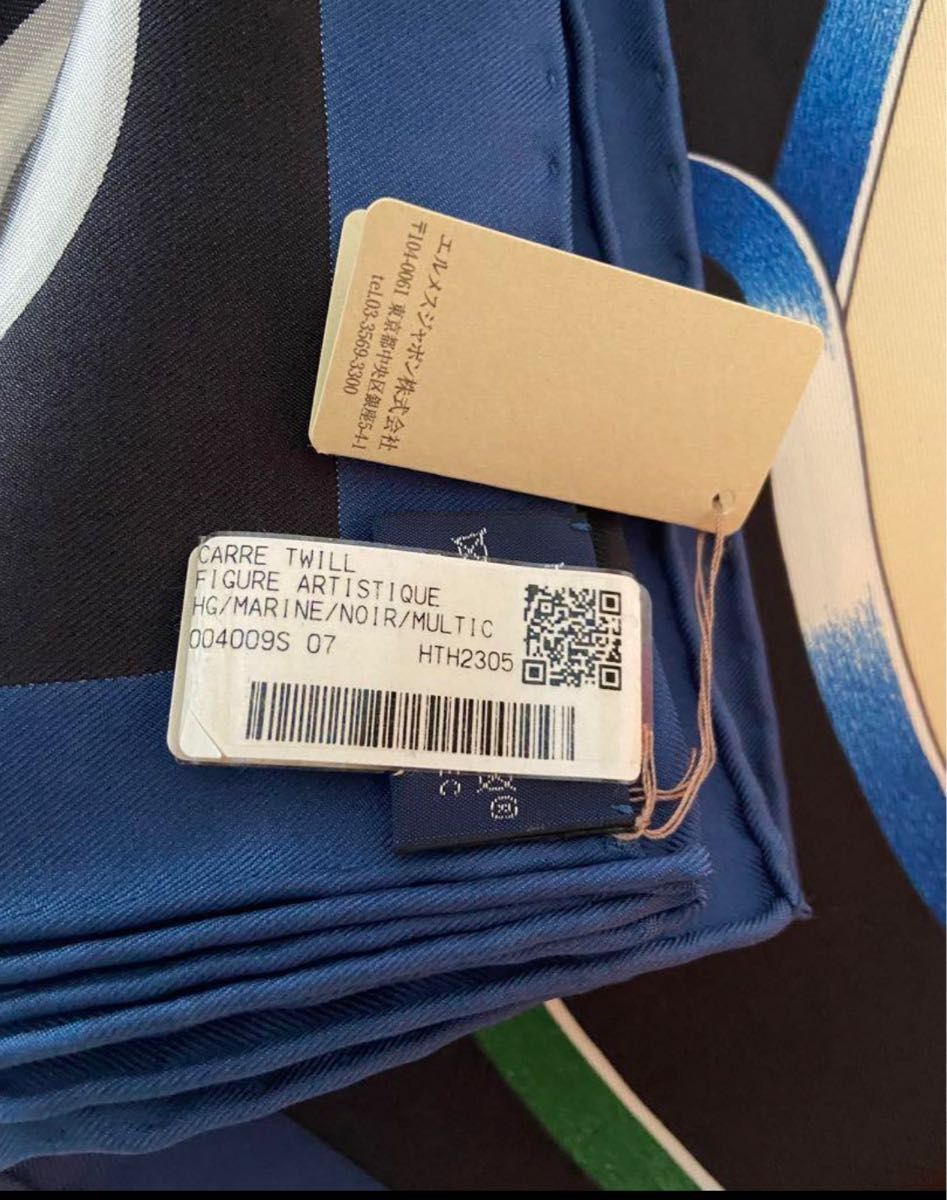 エルメスジャポン株式会社
〒104-0061 東京都中央区銀座5-4-1
tel.03-3569-3300
CARRE TWILL
FIGURE ARTISTIQUE
HG/MARINE/NOIR/MULTIC
004009S 07
HTH2305